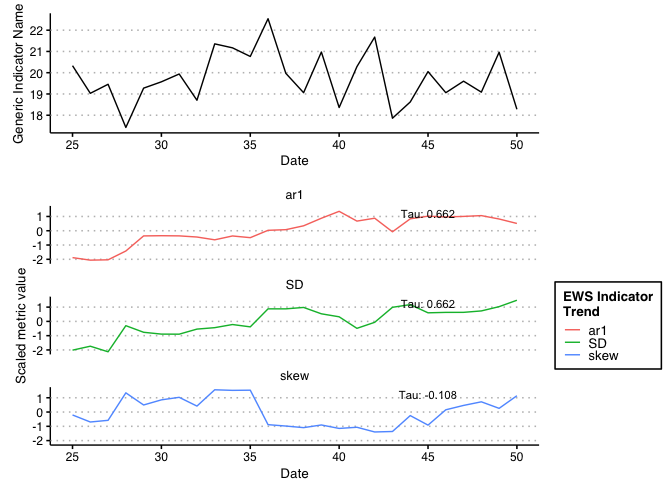 Generic Indicator Name
22
21
20
19
18
25 30 35 40 45 50
Date
Scaled metric value
ar1
Tau: 0.662
1
0
-1
-2
SD
Tau: 0.662
1
0
-1
-2
skew
Tau: -0.108
1
0
-1
-2
25 30 35 40 45 50
Date
EWS Indicator
Trend
ar1
SD
skew